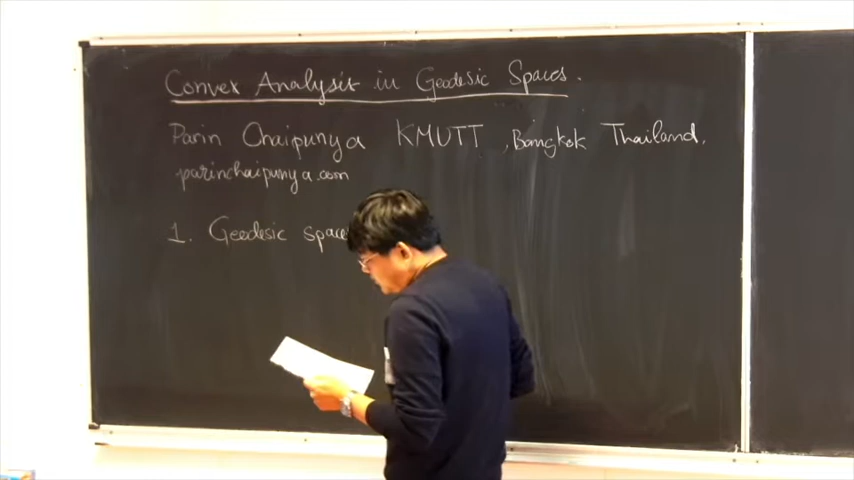 Convex Analysis in Geodesic Spaces.
Parin Chaipunya KMUTT, Bangkok Thailand,
parinchaipunya.com
1. Geodesic space